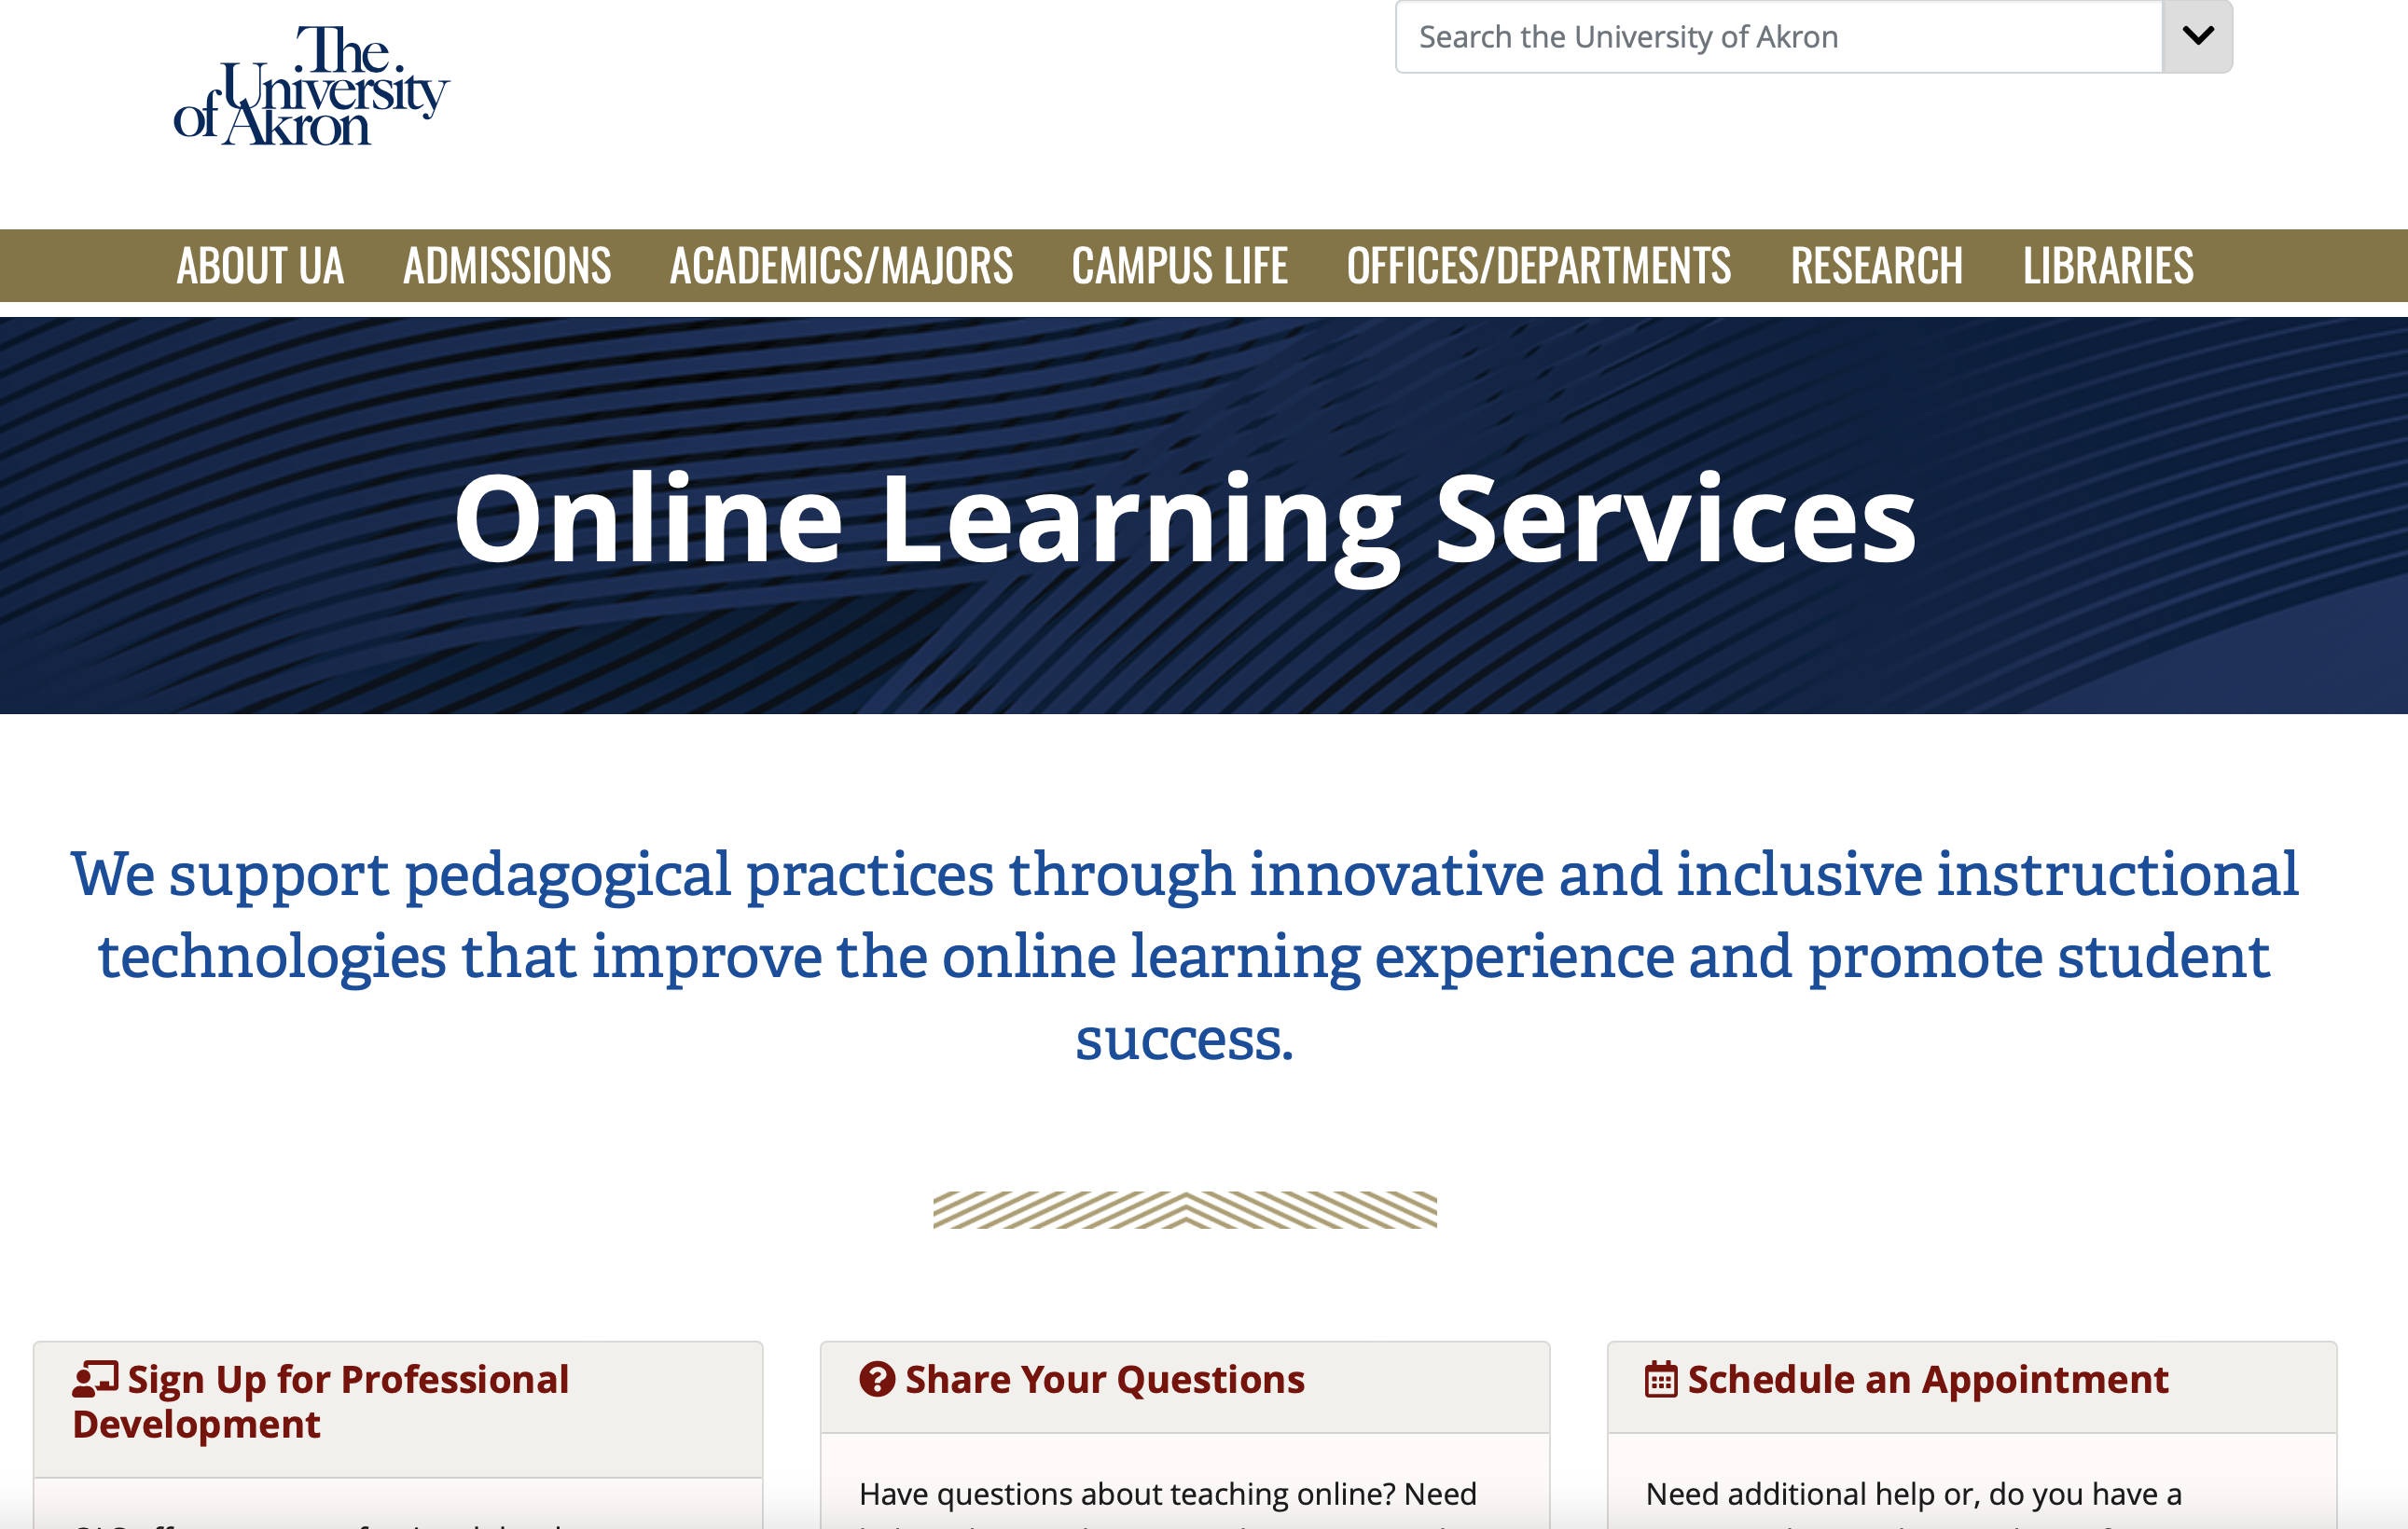 The
University
of Akron
Search the University of Akron
ABOUT UA ADMISSIONS ACADEMICS/MAJORS CAMPUS LIFE OFFICES/DEPARTMENTS RESEARCH LIBRARIES
Online Learning Services
We support pedagogical practices through innovative and inclusive instructional
technologies that improve the online learning experience and promote student
success.
Sign Up for Professional
Development
Share Your Questions
Have questions about teaching online? Need
Schedule an Appointment
Need additional help or, do you have a